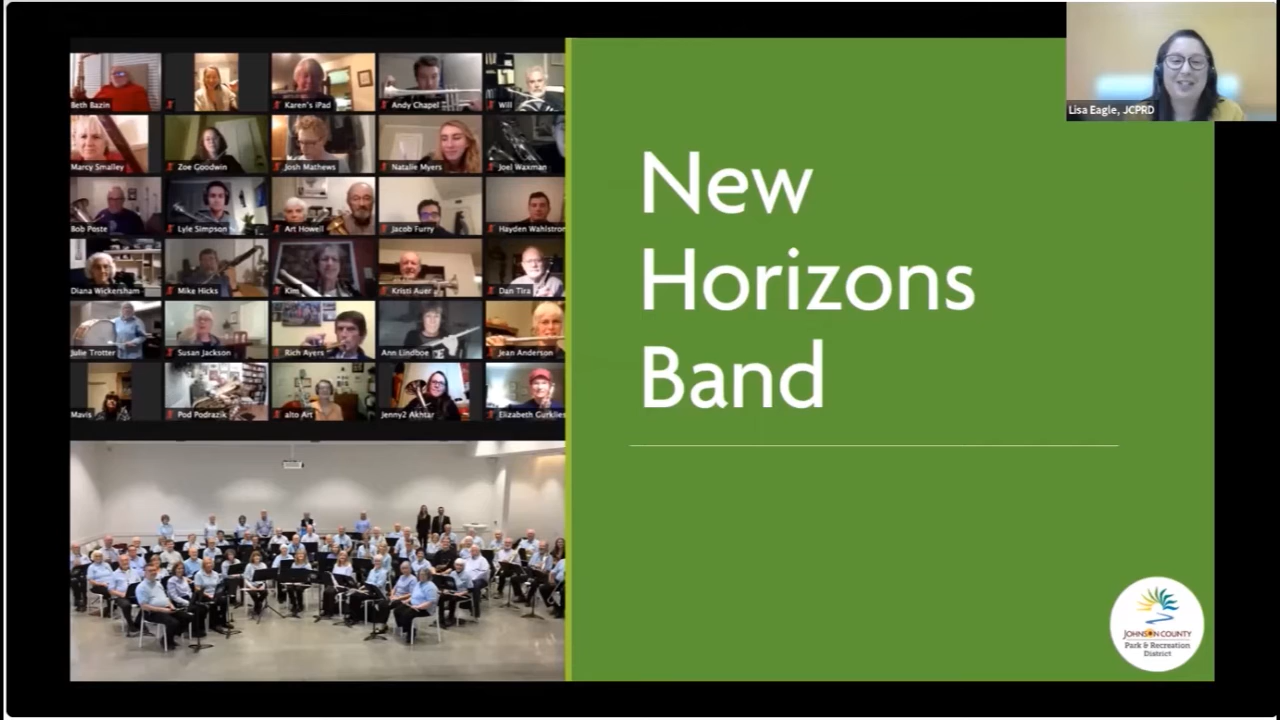 Beth Bazin
Karen's iPad
Andy Chapel
Will
Marcy Smalley
Zoe Goodwin
Josh Mathews
Natalie Myers
Joel Waxman
Bob Poste
Lyle Simpson
Art Howell
Jacob Furry
Hayden Wahlstrom
Diana Wickersham
Mike Hicks
Kim
Kristi Auer
Dan Tira
Julie Trotter
Susan Jackson
Rich Ayers
Ann Lindboe
Jean Anderson
Mavis
Pod Podrazik
alto Art
Jenny2 Akhtar
Elizabeth Gurklies
Lisa Eagle, JCPRD
New
Horizons
Band
JOHNSON COUNTY
Park & Recreation
District